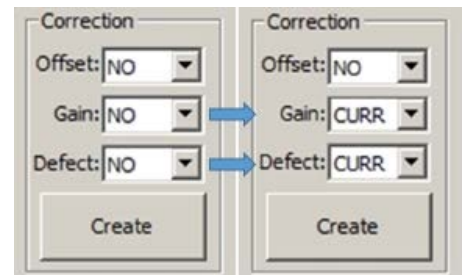 Correction
Offset: NO
Gain: NO
Defect: NO
Create
Correction
Offset: NO
Gain: CURR
Defect: CURR
Create